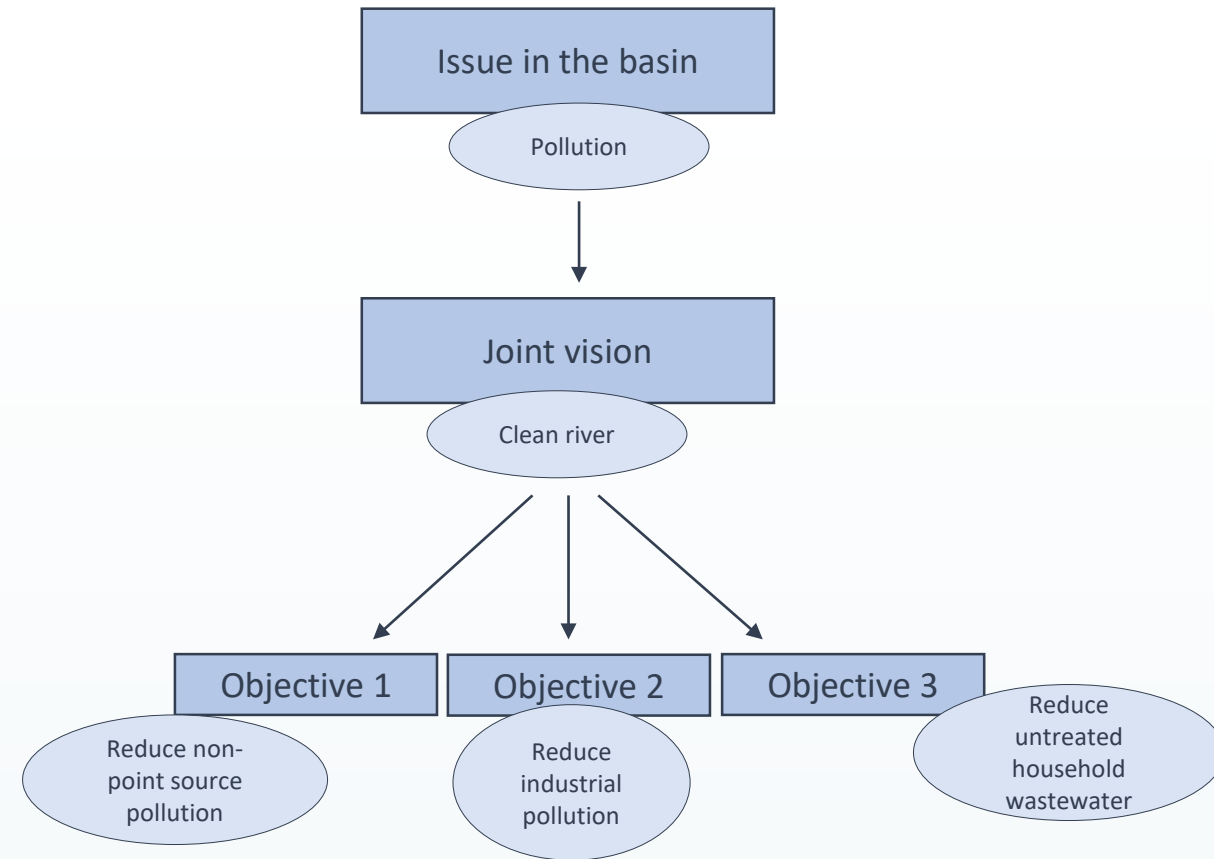 Issue in the basin
Pollution
Joint vision
Clean river
Objective 1
Reduce non-
point source
pollution
Objective 2
Reduce
industrial
pollution
Objective 3
Reduce
untreated
household
wastewater